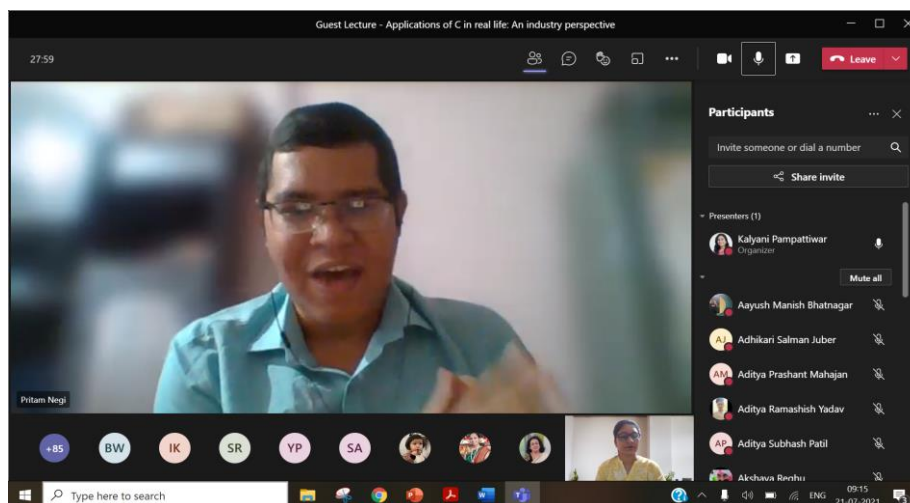 Guest Lecture - Applications of C in real life: An industry perspective
27:59
Leave
Participants
Invite someone or dial a number
Share invite
Presenters (1)
Kalyani Pampattiwar
Organizer
Mute all
Aayush Manish Bhatnagar
AJ Adhikari Salman Juber
AM Aditya Prashant Mahajan
Aditya Ramashish Yadav
AP Aditya Subhash Patil
Akshaya Reghu
Pritam Negi
+85 BW IK SR YP SA
Type here to search
ENG
09:15
21-07-2021